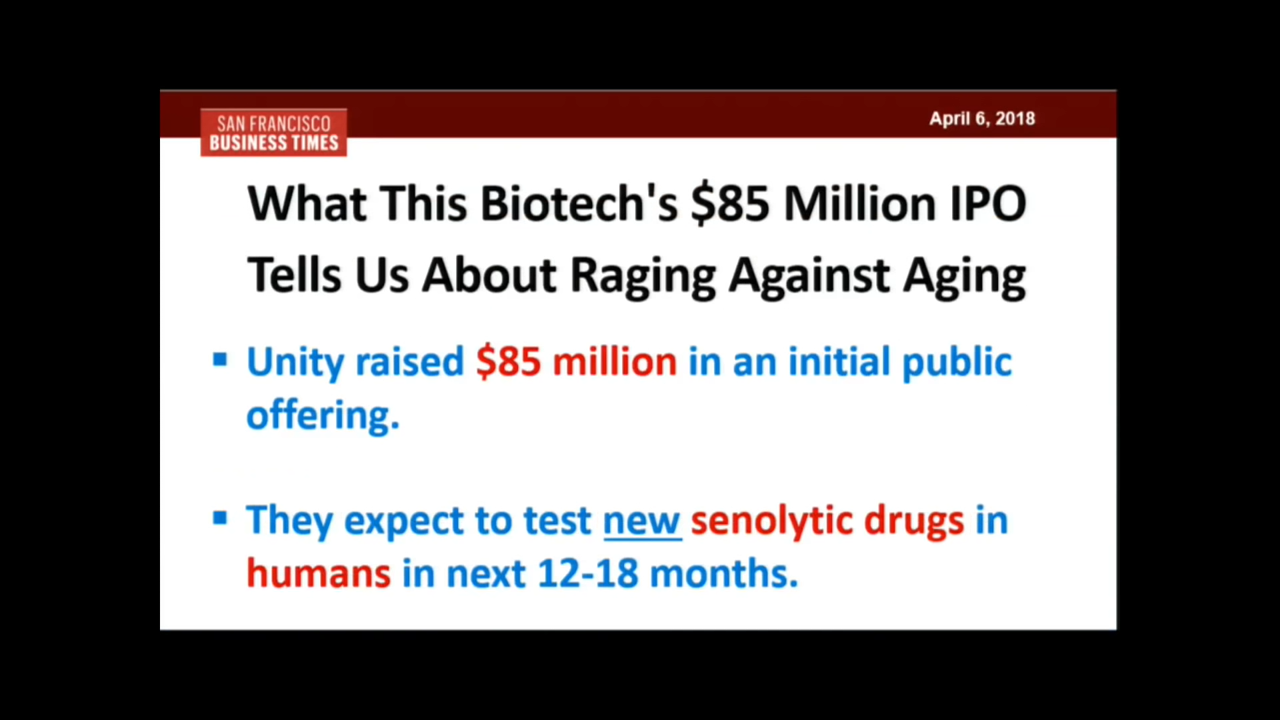 SAN FRANCISCO
BUSINESS TIMES
April 6, 2018
What This Biotech's $85 Million IPO
Tells Us About Raging Against Aging
▪ Unity raised $85 million in an initial public
offering.
▪ They expect to test new senolytic drugs in
humans in next 12-18 months.